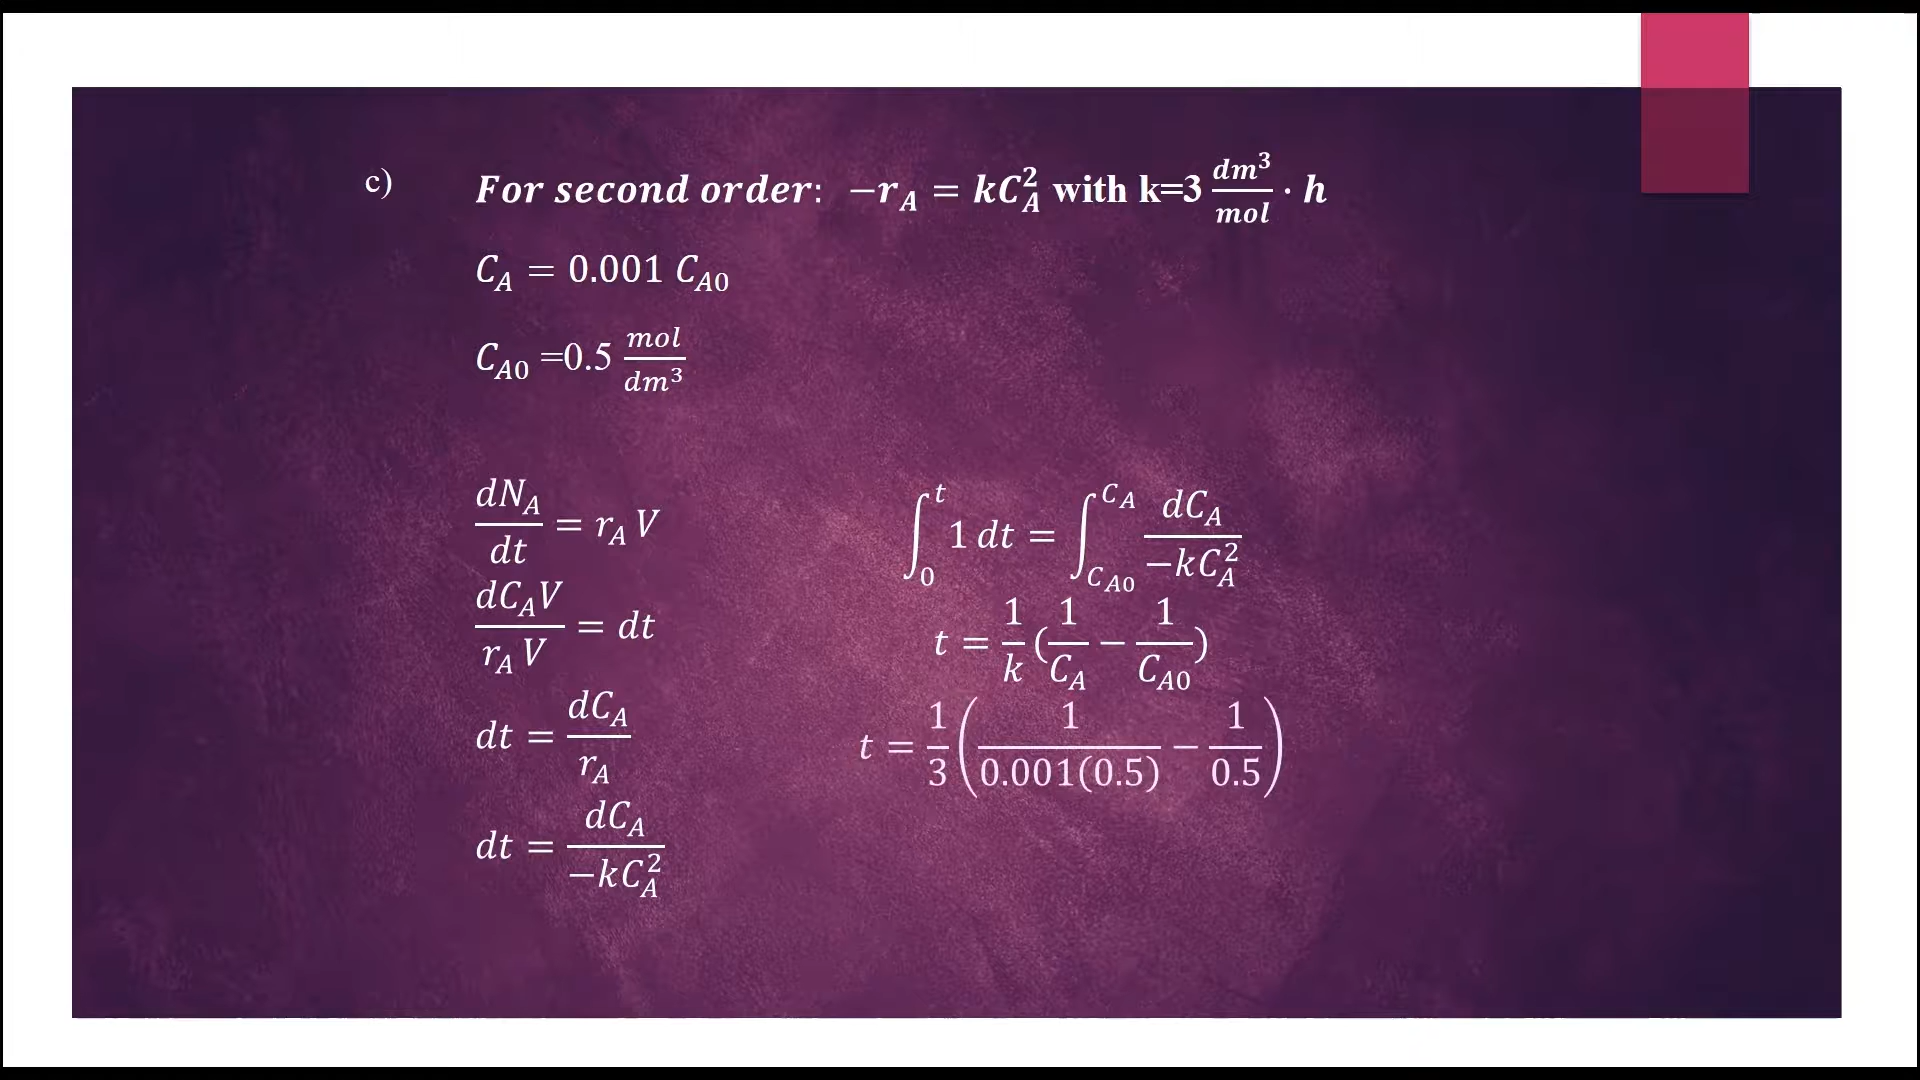 c) For second order: −r_A = kC_A^2 with k=3 dm^3/mol · h
C_A = 0.001 C_A0
C_A0 =0.5 mol/dm^3
dN_A/dt = r_A V
dC_A V/r_A V = dt
dt = dC_A/r_A
dt = dC_A/−kC_A^2
∫_0^t 1 dt = ∫_{C_A0}^{C_A} dC_A/−kC_A^2
t = 1/k (1/C_A − 1/C_A0)
t = 1/3 (1/0.001(0.5) − 1/0.5)